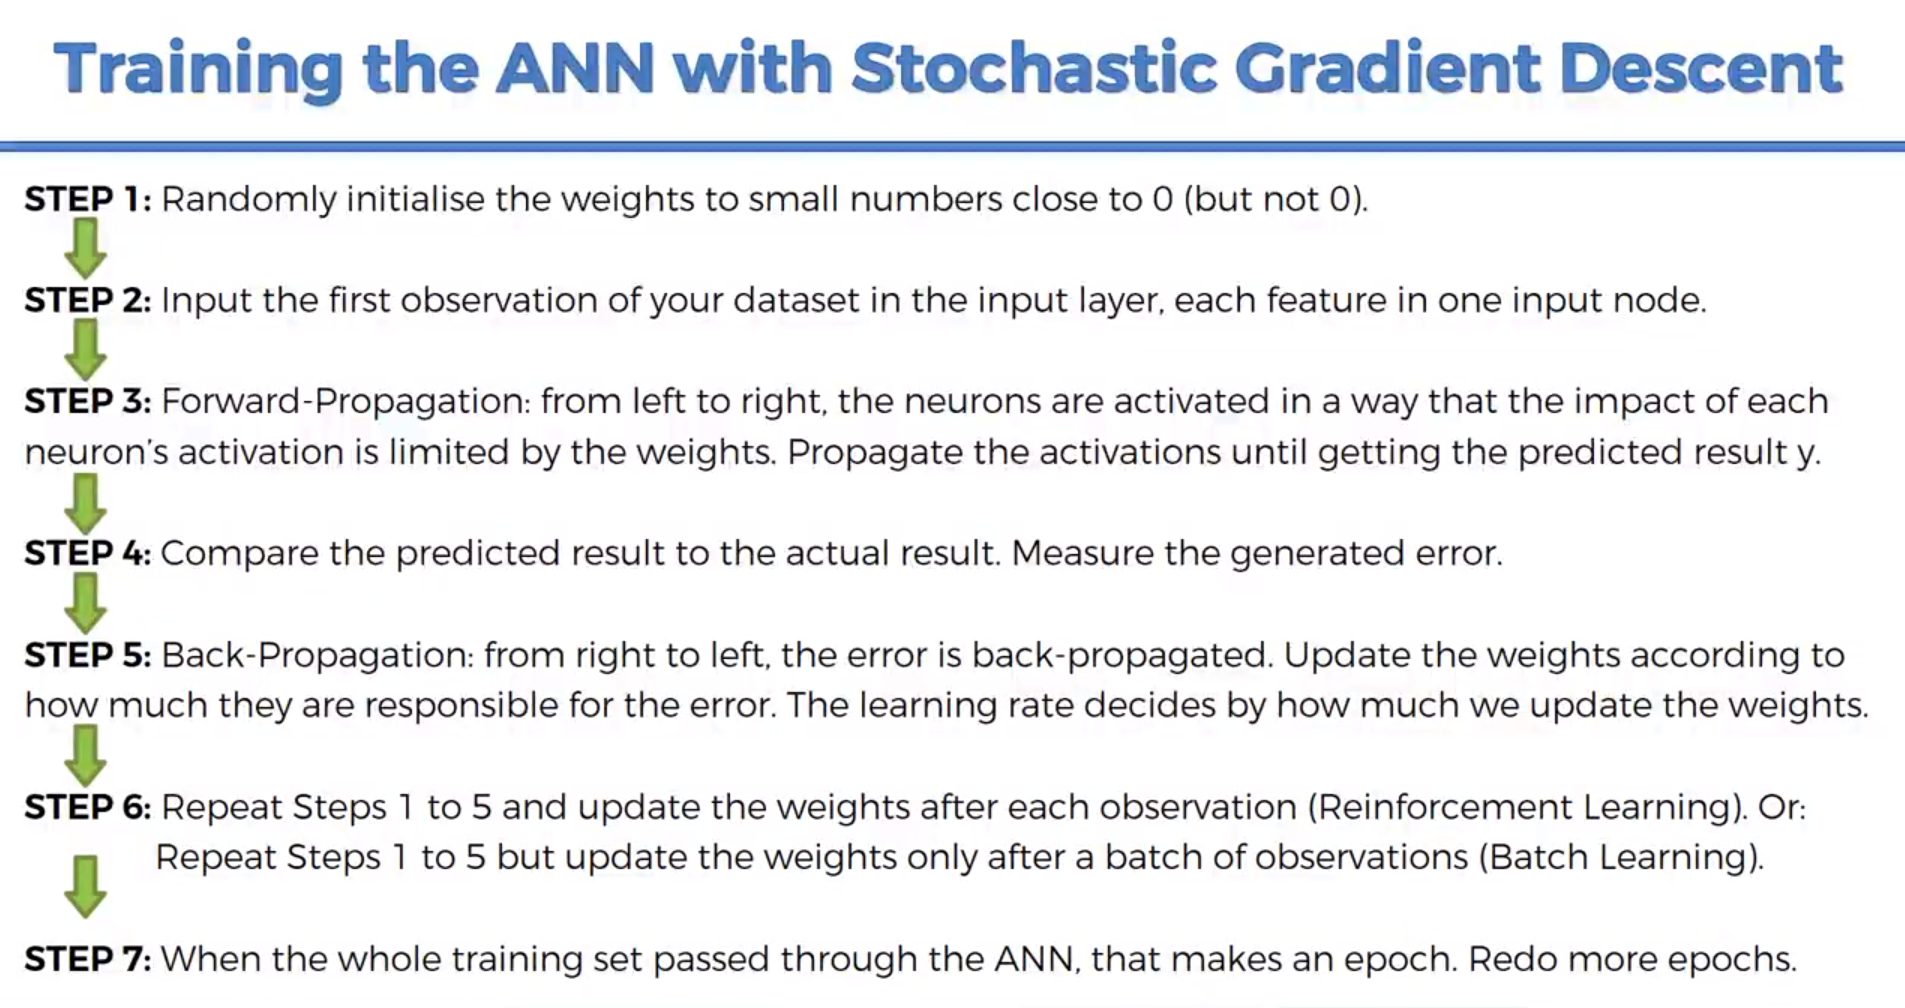 Training the ANN with Stochastic Gradient Descent
STEP 1: Randomly initialise the weights to small numbers close to 0 (but not 0).
STEP 2: Input the first observation of your dataset in the input layer, each feature in one input node.
STEP 3: Forward-Propagation: from left to right, the neurons are activated in a way that the impact of each
neuron's activation is limited by the weights. Propagate the activations until getting the predicted result y.
STEP 4: Compare the predicted result to the actual result. Measure the generated error.
STEP 5: Back-Propagation: from right to left, the error is back-propagated. Update the weights according to
how much they are responsible for the error. The learning rate decides by how much we update the weights.
STEP 6: Repeat Steps 1 to 5 and update the weights after each observation (Reinforcement Learning). Or:
Repeat Steps 1 to 5 but update the weights only after a batch of observations (Batch Learning).
STEP 7: When the whole training set passed through the ANN, that makes an epoch. Redo more epochs.